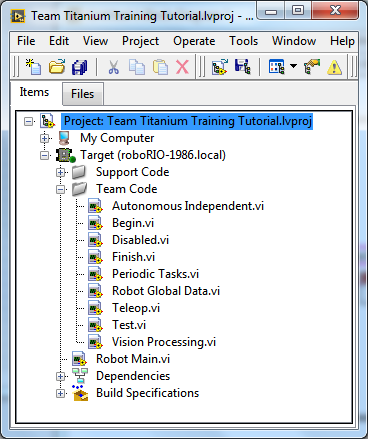 Team Titanium Training Tutorial.lvproj - ...
File Edit View Project Operate Tools Window Help
Items Files
Project: Team Titanium Training Tutorial.lvproj
My Computer
Target (roboRIO-1986.local)
Support Code
Team Code
Autonomous Independent.vi
Begin.vi
Disabled.vi
Finish.vi
Periodic Tasks.vi
Robot Global Data.vi
Teleop.vi
Test.vi
Vision Processing.vi
Robot Main.vi
Dependencies
Build Specifications